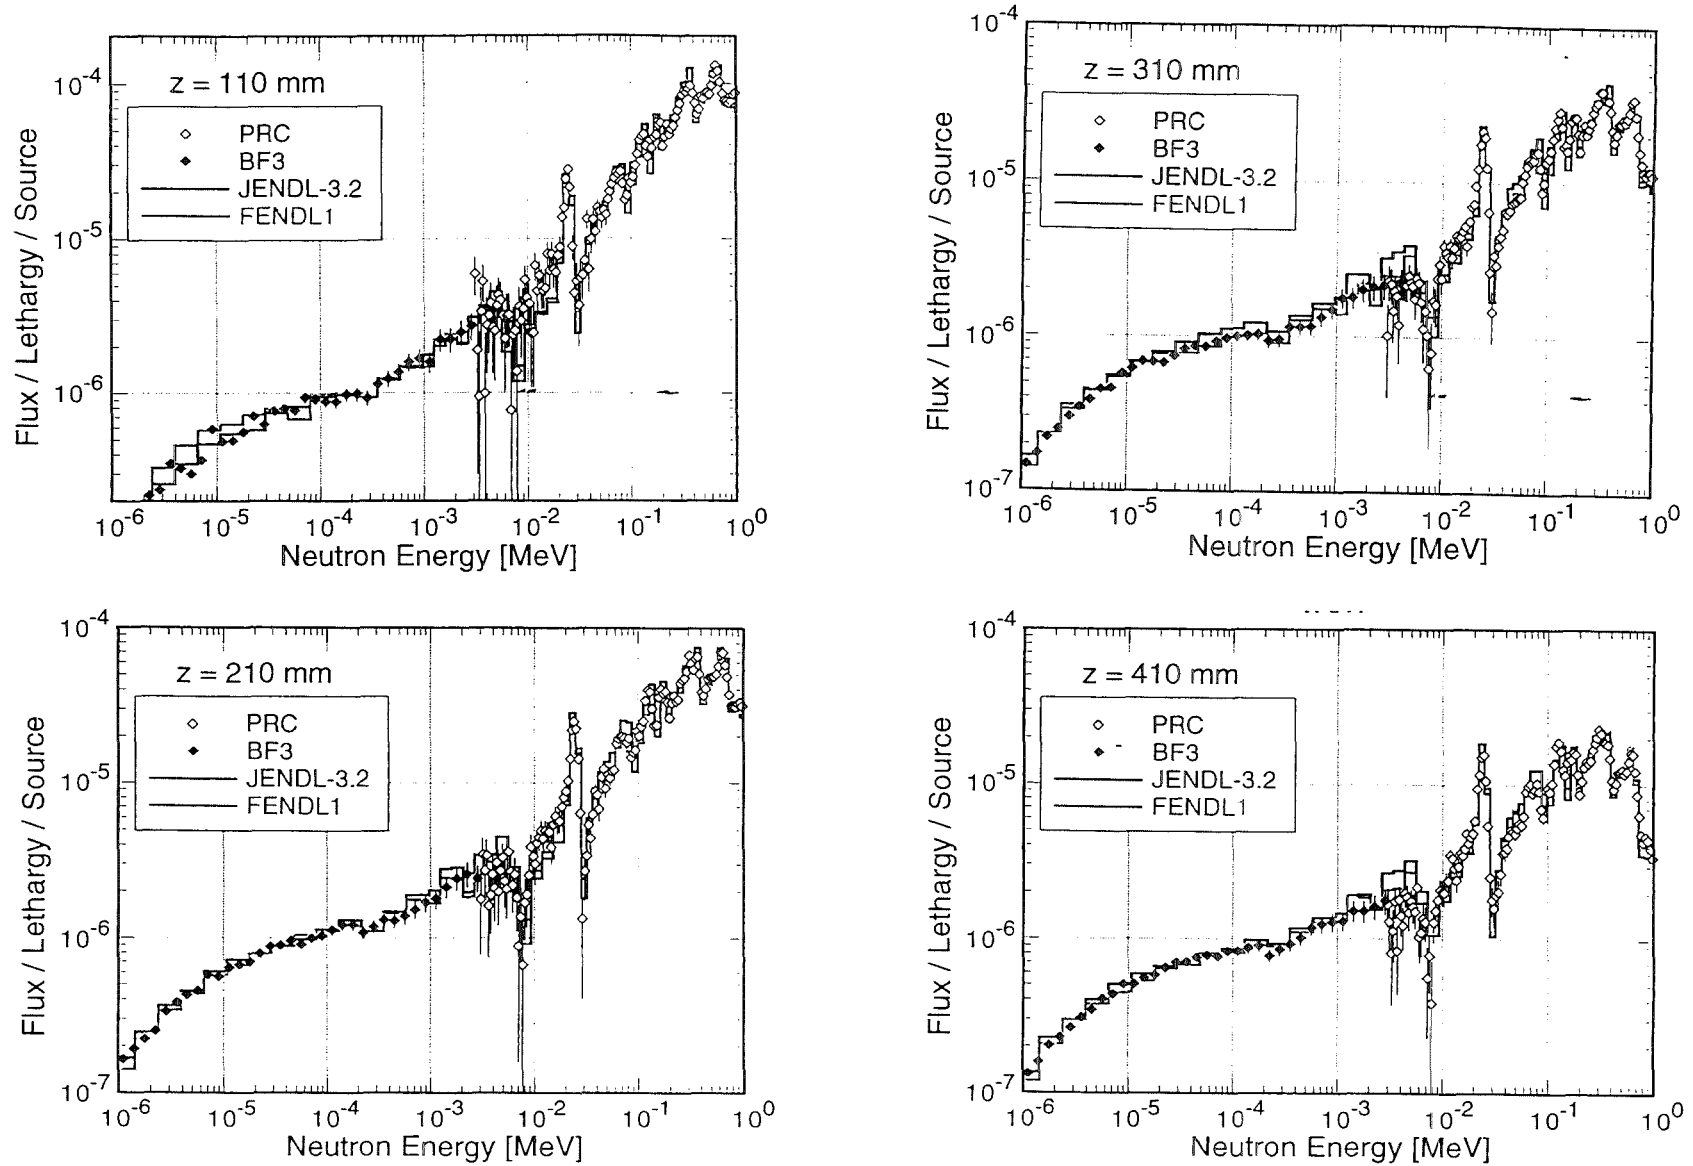 z = 110 mm
PRC
BF3
JENDL-3.2
FENDL1
10^-4
10^-5
10^-6
Flux / Lethargy / Source
10^-6 10^-5 10^-4 10^-3 10^-2 10^-1 10^0
Neutron Energy [MeV]
z = 310 mm
PRC
BF3
JENDL-3.2
FENDL1
10^-4
10^-5
10^-6
10^-7
Flux / Lethargy / Source
10^-6 10^-5 10^-4 10^-3 10^-2 10^-1 10^0
Neutron Energy [MeV]
z = 210 mm
PRC
BF3
JENDL-3.2
FENDL1
10^-4
10^-5
10^-6
10^-7
Flux / Lethargy / Source
10^-6 10^-5 10^-4 10^-3 10^-2 10^-1 10^0
Neutron Energy [MeV]
z = 410 mm
PRC
BF3
JENDL-3.2
FENDL1
10^-4
10^-5
10^-6
10^-7
Flux / Lethargy / Source
10^-6 10^-5 10^-4 10^-3 10^-2 10^-1 10^0
Neutron Energy [MeV]